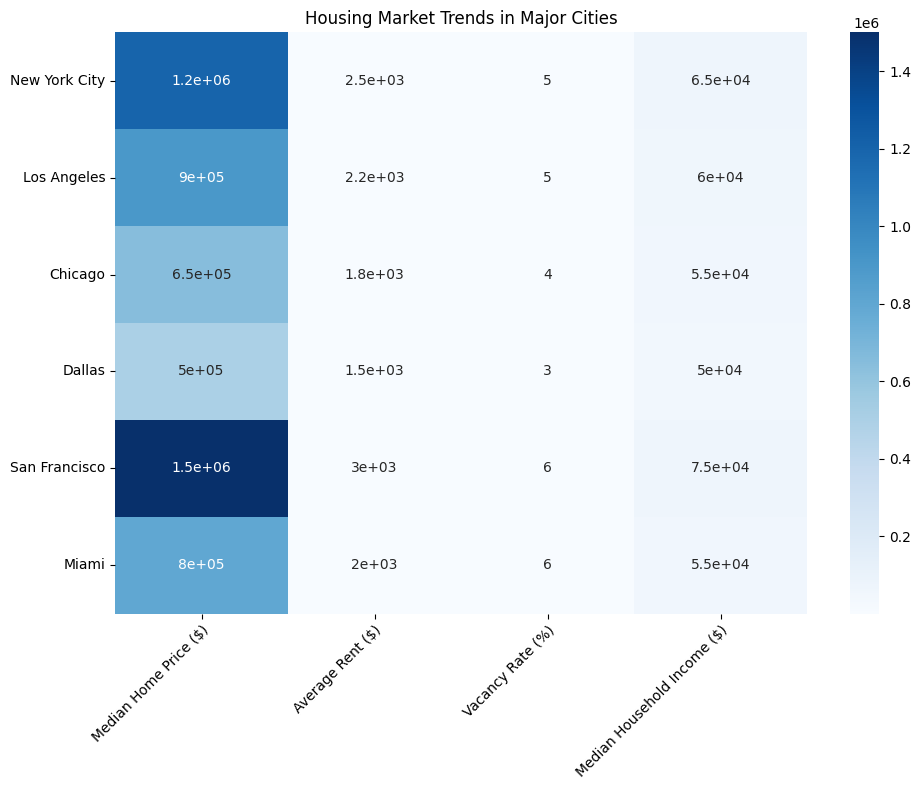 Housing Market Trends in Major Cities
1e6
New York City 1.2e+06 2.5e+03 5 6.5e+04
Los Angeles 9e+05 2.2e+03 5 6e+04
Chicago 6.5e+05 1.8e+03 4 5.5e+04
Dallas 5e+05 1.5e+03 3 5e+04
San Francisco 1.5e+06 3e+03 6 7.5e+04
Miami 8e+05 2e+03 6 5.5e+04
Median Home Price ($)
Average Rent ($)
Vacancy Rate (%)
Median Household Income ($)
1.4
1.2
1.0
0.8
0.6
0.4
0.2